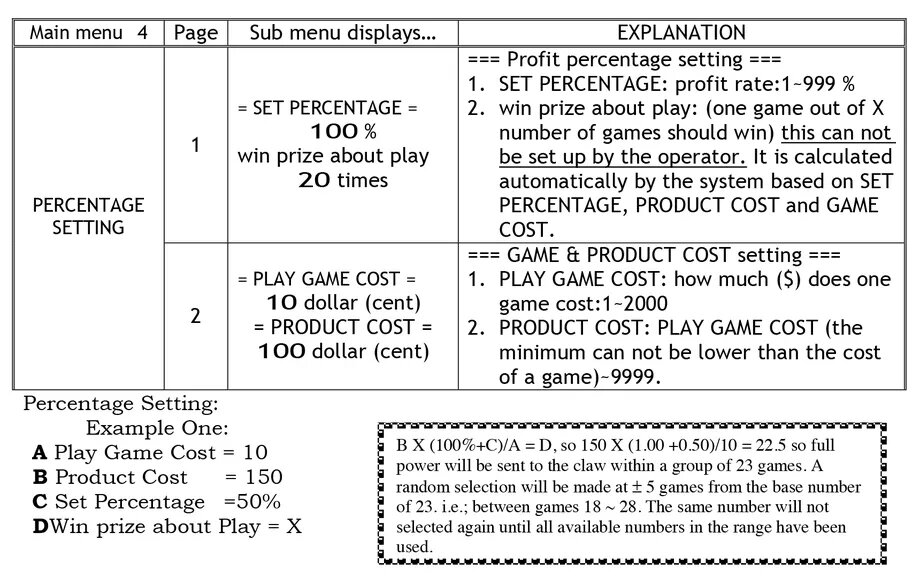 Main menu 4 Page Sub menu displays… EXPLANATION
PERCENTAGE
SETTING
1
= SET PERCENTAGE =
100 %
win prize about play
20 times
=== Profit percentage setting ===
1. SET PERCENTAGE: profit rate:1~999 %
2. win prize about play: (one game out of X
number of games should win) this can not
be set up by the operator. It is calculated
automatically by the system based on SET
PERCENTAGE, PRODUCT COST and GAME
COST.
2
= PLAY GAME COST =
10 dollar (cent)
= PRODUCT COST =
100 dollar (cent)
=== GAME & PRODUCT COST setting ===
1. PLAY GAME COST: how much ($) does one
game cost:1~2000
2. PRODUCT COST: PLAY GAME COST (the
minimum can not be lower than the cost
of a game)~9999.
Percentage Setting:
Example One:
A Play Game Cost = 10
B Product Cost = 150
C Set Percentage =50%
DWin prize about Play = X
B X (100%+C)/A = D, so 150 X (1.00 +0.50)/10 = 22.5 so full
power will be sent to the claw within a group of 23 games. A
random selection will be made at ± 5 games from the base number
of 23. i.e.; between games 18 ~ 28. The same number will not
selected again until all available numbers in the range have been
used.